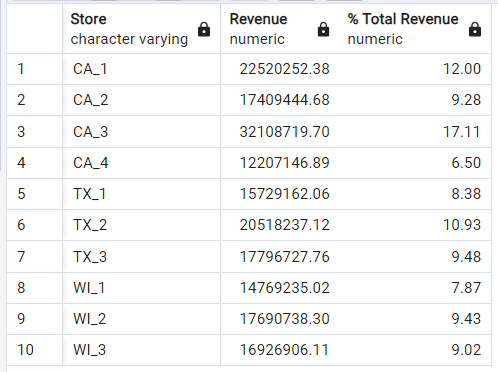 Store Revenue % Total Revenue
character varying numeric numeric
1 CA_1 22520252.38 12.00
2 CA_2 17409444.68 9.28
3 CA_3 32108719.70 17.11
4 CA_4 12207146.89 6.50
5 TX_1 15729162.06 8.38
6 TX_2 20518237.12 10.93
7 TX_3 17796727.76 9.48
8 WI_1 14769235.02 7.87
9 WI_2 17690738.30 9.43
10 WI_3 16926906.11 9.02